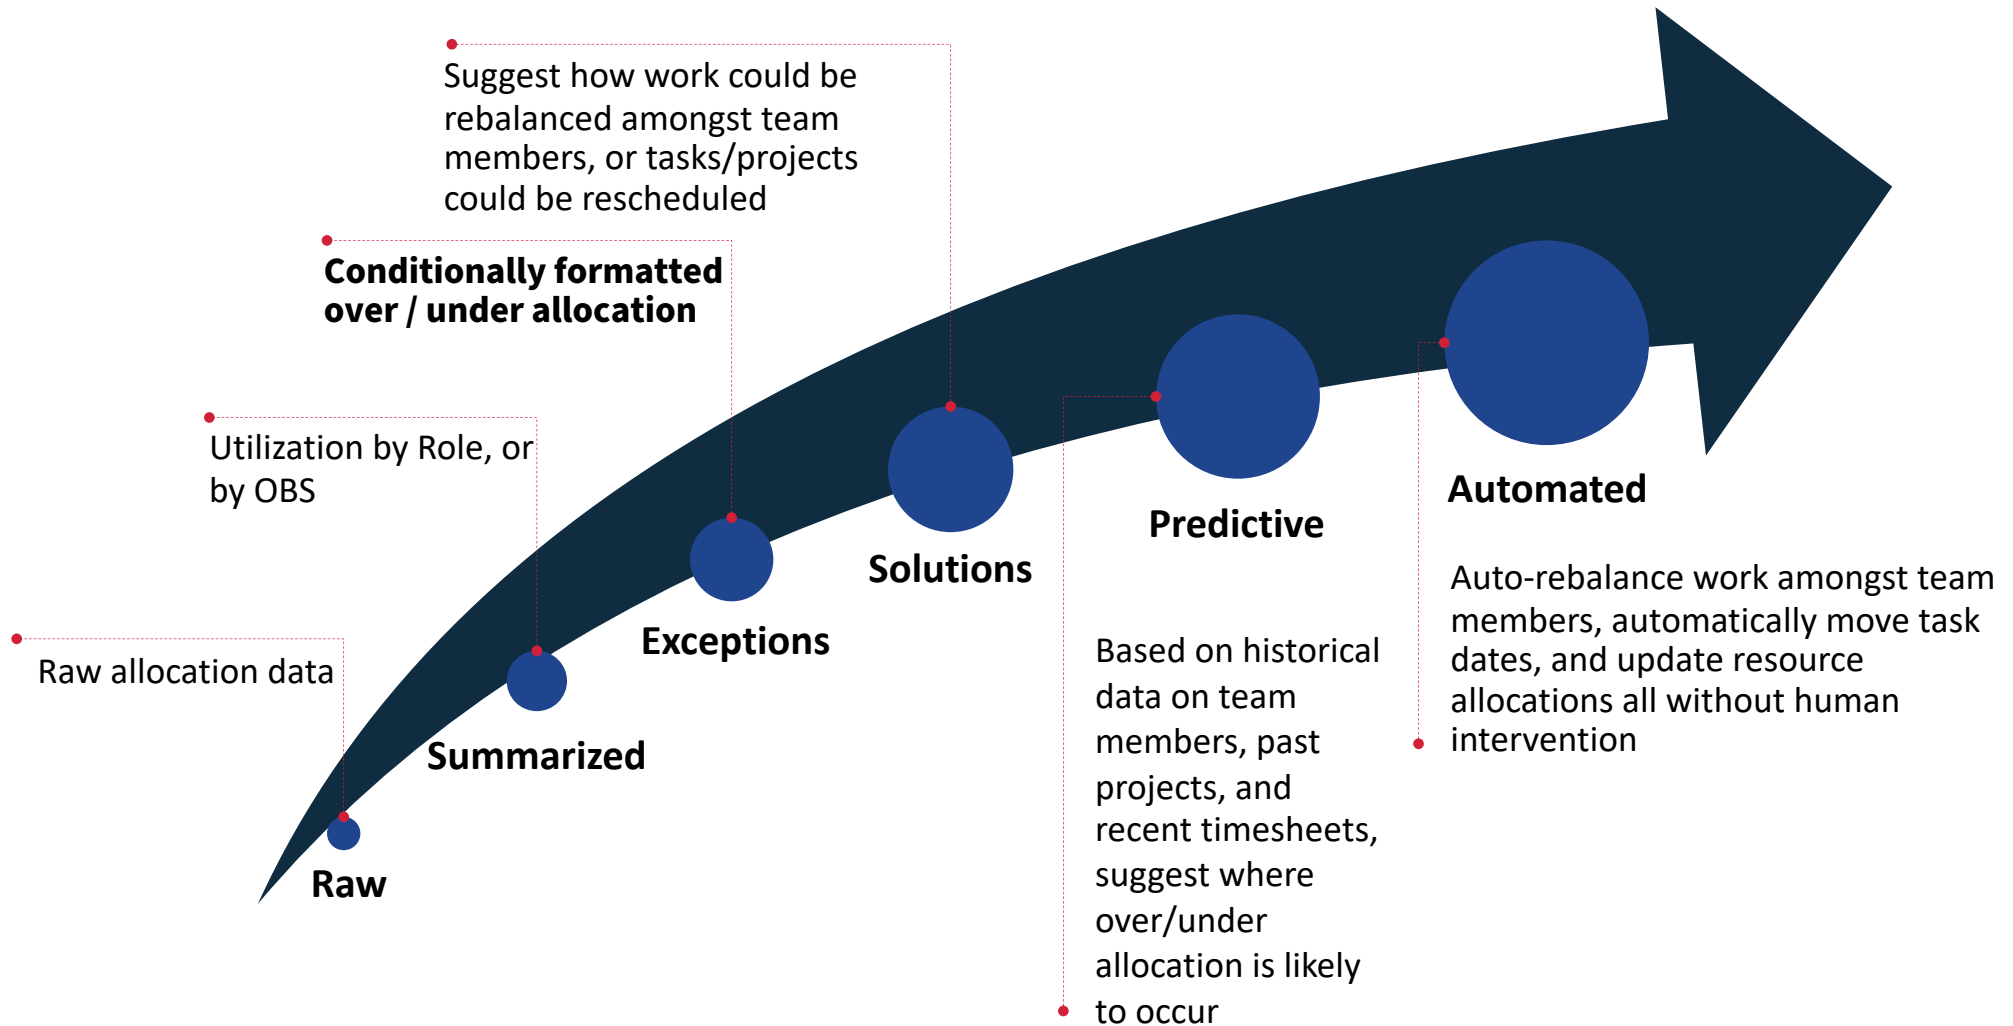 Suggest how work could be
rebalanced amongst team
members, or tasks/projects
could be rescheduled
Conditionally formatted
over / under allocation
Utilization by Role, or
by OBS
Raw allocation data
Raw
Summarized
Exceptions
Solutions
Predictive
Automated
Based on historical
data on team
members, past
projects, and
recent timesheets,
suggest where
over/under
allocation is likely
to occur
Auto-rebalance work amongst team
members, automatically move task
dates, and update resource
allocations all without human
intervention